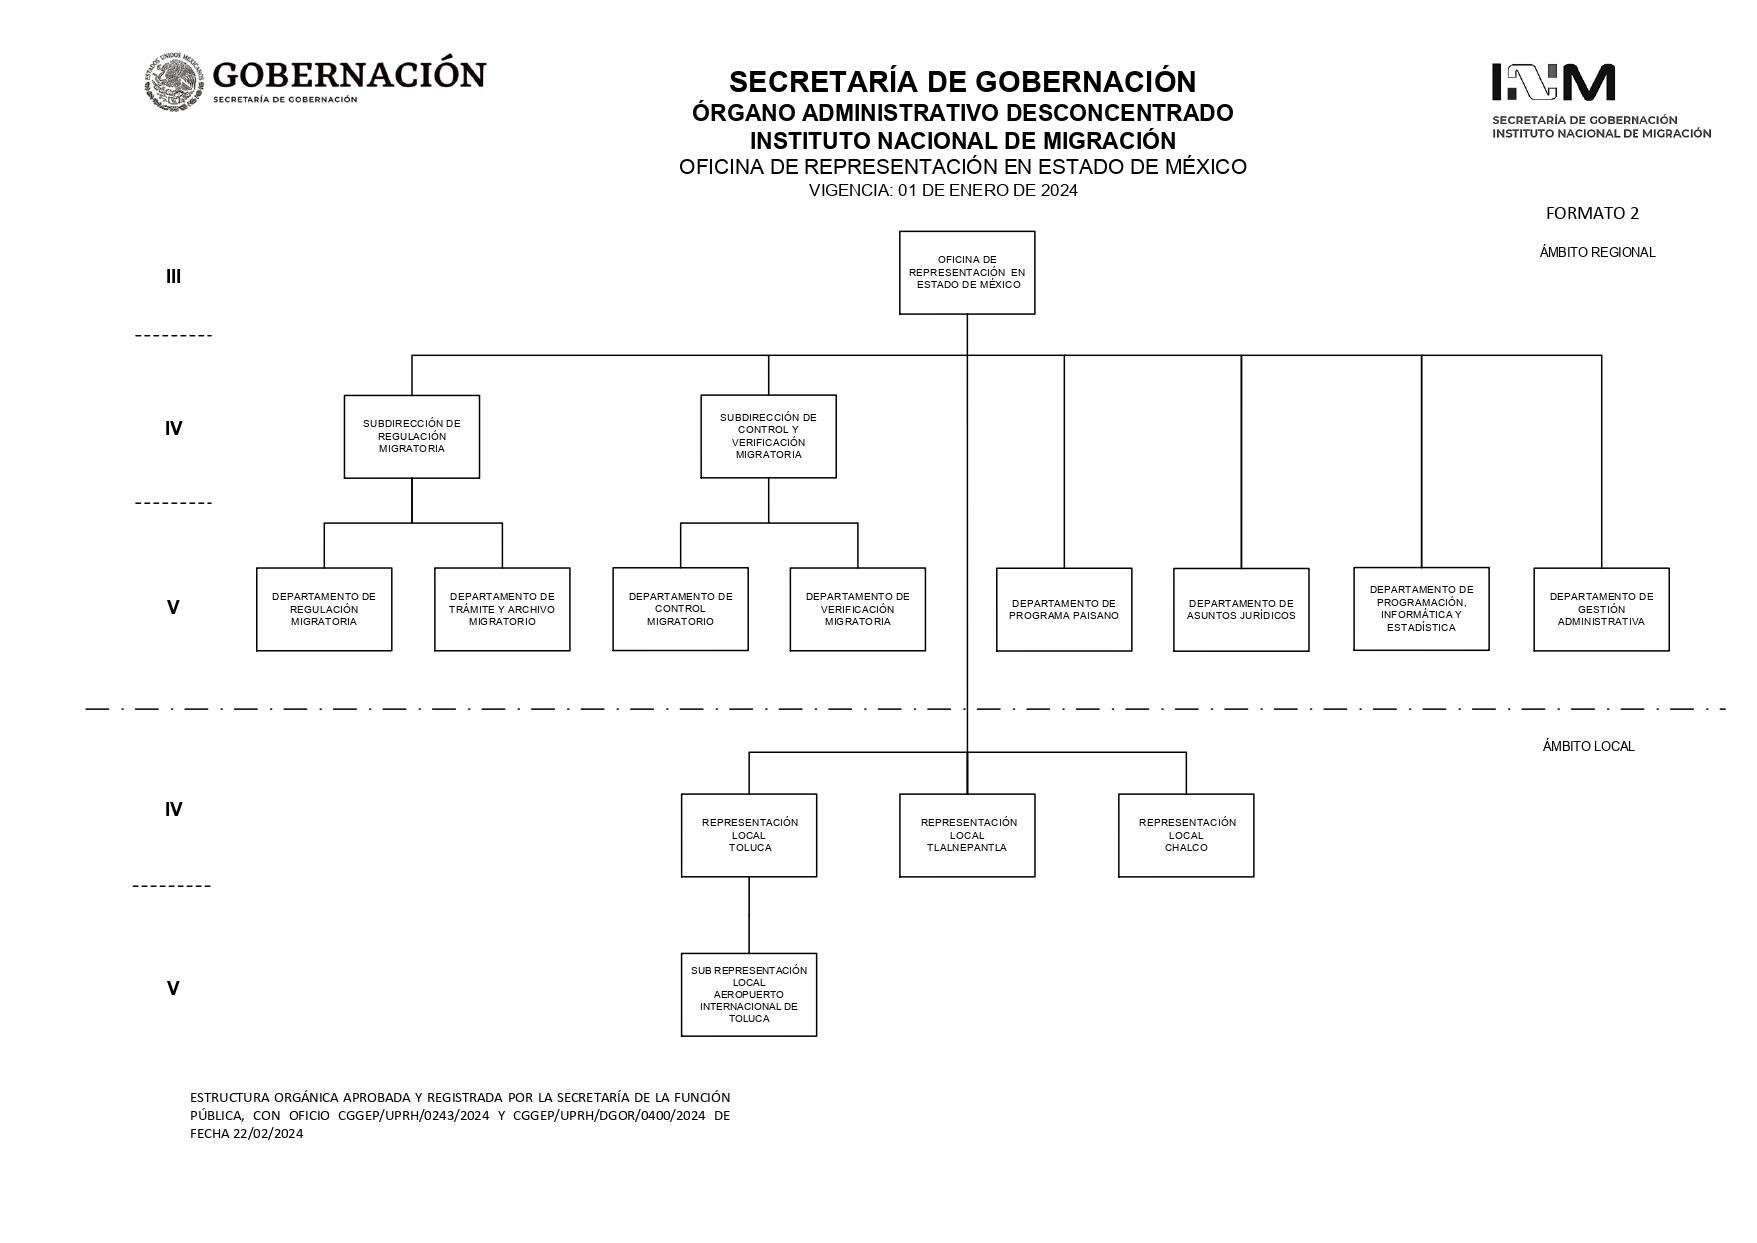 GOBERNACIÓN
SECRETARÍA DE GOBERNACIÓN
SECRETARÍA DE GOBERNACIÓN
ÓRGANO ADMINISTRATIVO DESCONCENTRADO
INSTITUTO NACIONAL DE MIGRACIÓN
OFICINA DE REPRESENTACIÓN EN ESTADO DE MÉXICO
VIGENCIA: 01 DE ENERO DE 2024
INM
SECRETARÍA DE GOBERNACIÓN
INSTITUTO NACIONAL DE MIGRACIÓN
FORMATO 2
ÁMBITO REGIONAL
III
OFICINA DE
REPRESENTACIÓN EN
ESTADO DE MÉXICO
IV
SUBDIRECCIÓN DE
REGULACIÓN
MIGRATORIA
SUBDIRECCIÓN DE
CONTROL Y
VERIFICACIÓN
MIGRATORIA
V
DEPARTAMENTO DE
REGULACIÓN
MIGRATORIA
DEPARTAMENTO DE
TRÁMITE Y ARCHIVO
MIGRATORIO
DEPARTAMENTO DE
CONTROL
MIGRATORIO
DEPARTAMENTO DE
VERIFICACIÓN
MIGRATORIA
DEPARTAMENTO DE
PROGRAMA PAISANO
DEPARTAMENTO DE
ASUNTOS JURÍDICOS
DEPARTAMENTO DE
PROGRAMACIÓN,
INFORMÁTICA Y
ESTADÍSTICA
DEPARTAMENTO DE
GESTIÓN
ADMINISTRATIVA
ÁMBITO LOCAL
IV
REPRESENTACIÓN
LOCAL
TOLUCA
REPRESENTACIÓN
LOCAL
TLALNEPANTLA
REPRESENTACIÓN
LOCAL
CHALCO
V
SUB REPRESENTACIÓN
LOCAL
AEROPUERTO
INTERNACIONAL DE
TOLUCA
ESTRUCTURA ORGÁNICA APROBADA Y REGISTRADA POR LA SECRETARÍA DE LA FUNCIÓN
PÚBLICA, CON OFICIO CGGEP/UPRH/0243/2024 Y CGGEP/UPRH/DGOR/0400/2024 DE
FECHA 22/02/2024